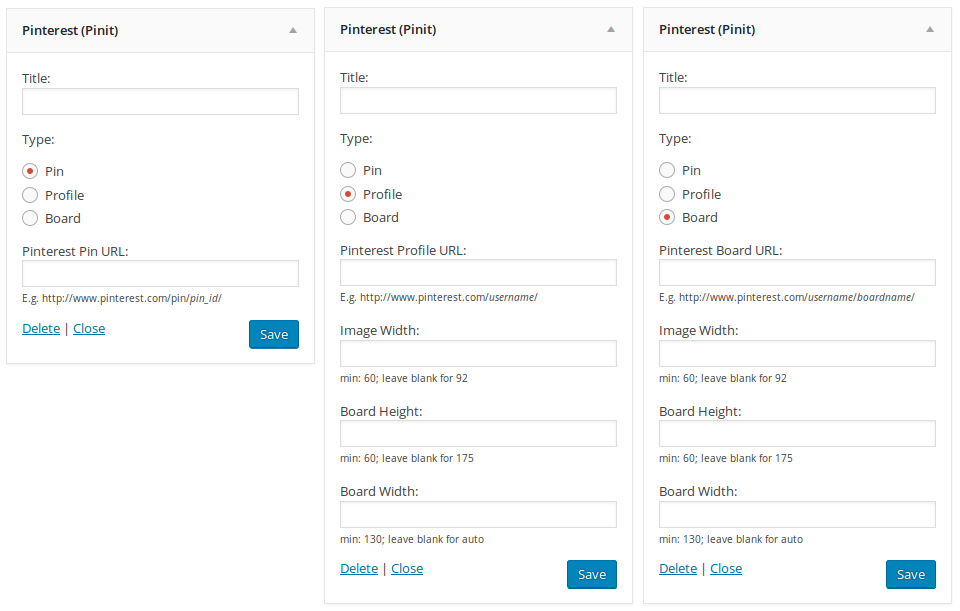 Pinterest (Pinit)
Title:
Type:
Pin
Profile
Board
Pinterest Pin URL:
E.g. http://www.pinterest.com/pin/pin_id/
Delete | Close
Save
Pinterest (Pinit)
Title:
Type:
Pin
Profile
Board
Pinterest Profile URL:
E.g. http://www.pinterest.com/username/
Image Width:
min: 60; leave blank for 92
Board Height:
min: 60; leave blank for 175
Board Width:
min: 130; leave blank for auto
Delete | Close
Save
Pinterest (Pinit)
Title:
Type:
Pin
Profile
Board
Pinterest Board URL:
E.g. http://www.pinterest.com/username/boardname/
Image Width:
min: 60; leave blank for 92
Board Height:
min: 60; leave blank for 175
Board Width:
min: 130; leave blank for auto
Delete | Close
Save